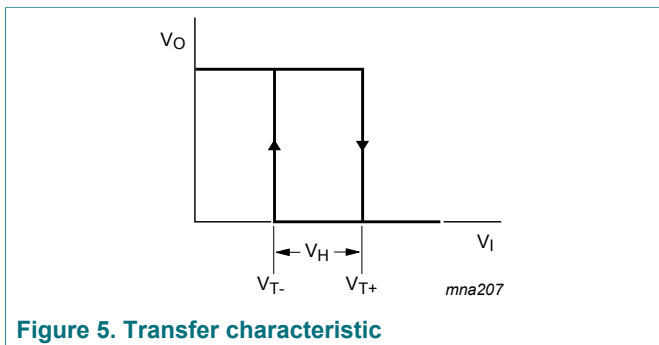 VO
VH
VI
VT-
VT+
mna207
Figure 5. Transfer characteristic